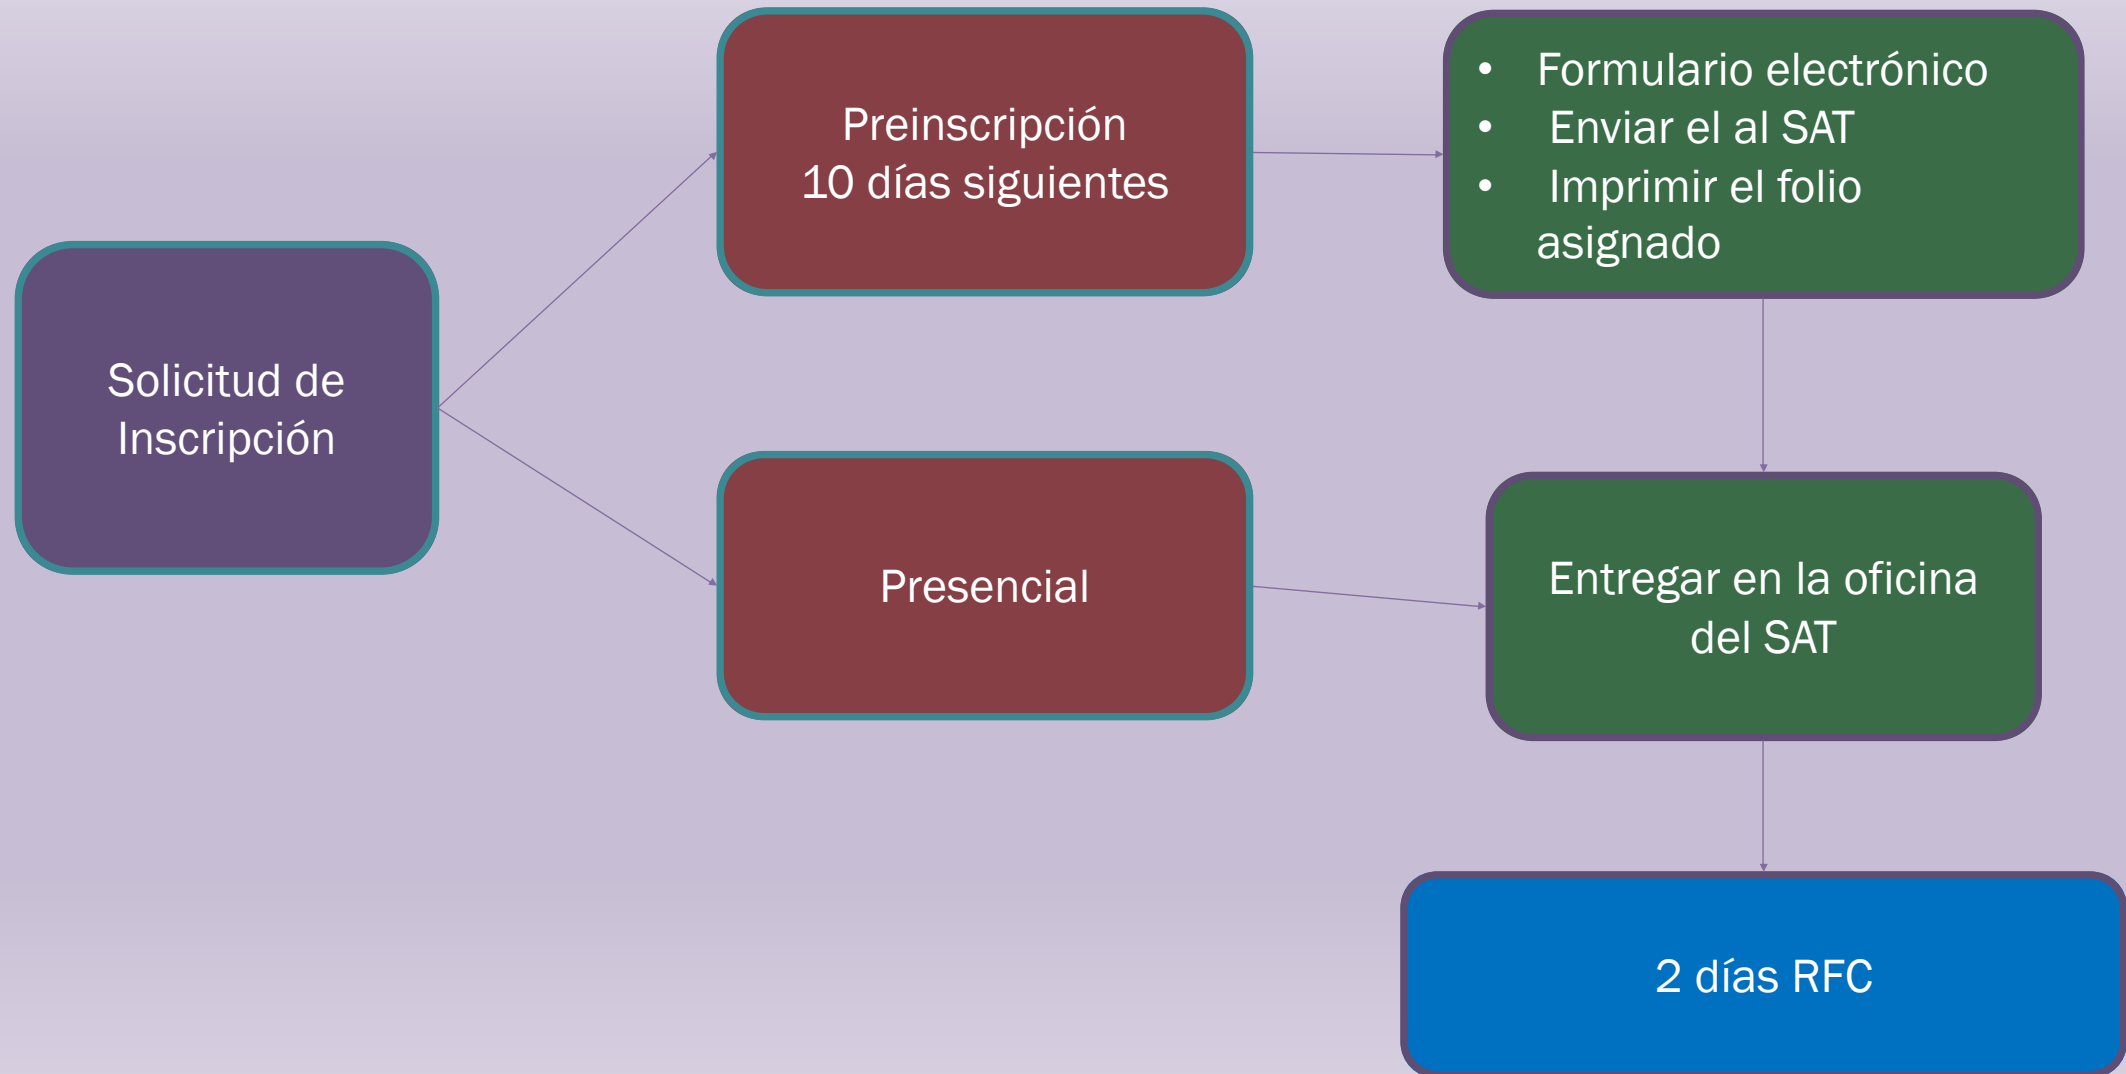 Solicitud de
Inscripción
Preinscripción
10 días siguientes
• Formulario electrónico
• Enviar el al SAT
• Imprimir el folio
asignado
Presencial
Entregar en la oficina
del SAT
2 días RFC